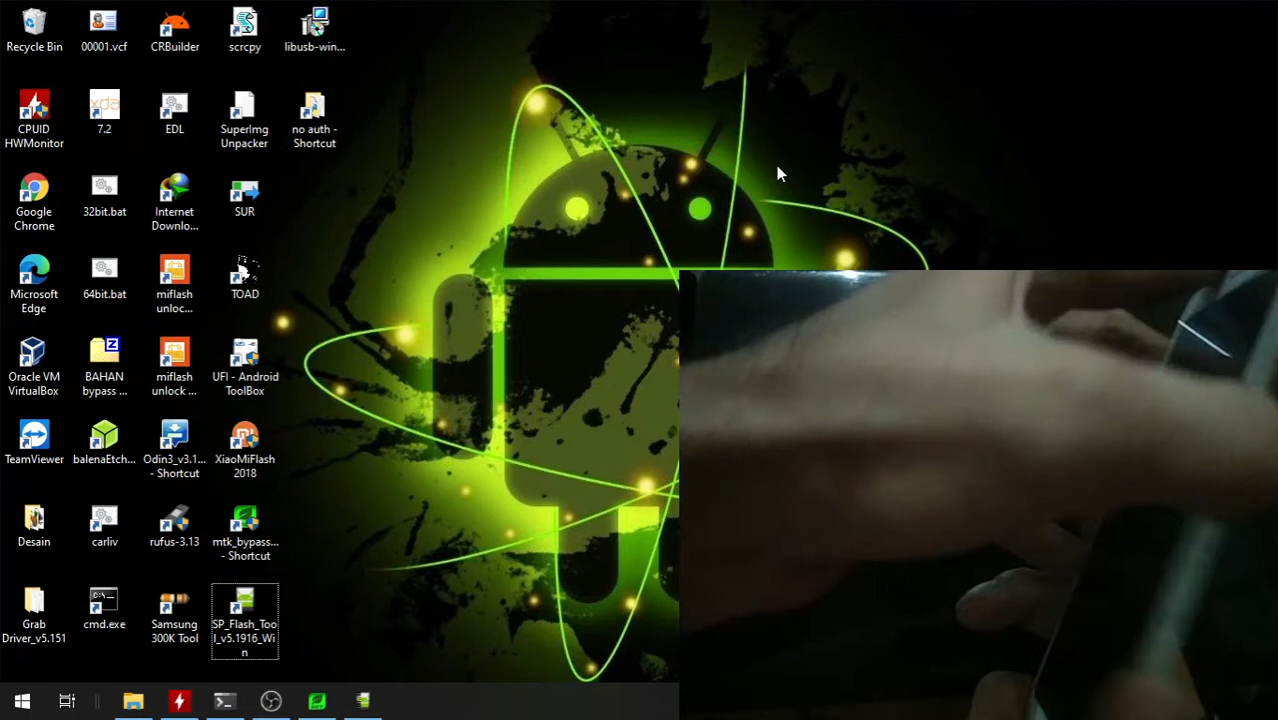 Recycle Bin
00001.vcf
CRBuilder
scrcpy
libusb-win...
CPUID
HWMonitor
xda
7.2
EDL
SuperImg
Unpacker
no auth -
Shortcut
Google
Chrome
32bit.bat
Internet
Downlo...
SUR
Microsoft
Edge
64bit.bat
miflash
unloc...
TOAD
Oracle VM
VirtualBox
Z
BAHAN
bypass ...
miflash
unlock ...
UFI - Android
ToolBox
TeamViewer
balenaEtch...
Odin3_v3.1...
- Shortcut
XiaoMiFlash
2018
Desain
carliv
rufus-3.13
mtk_bypass...
- Shortcut
Grab
Driver_v5.151
C:\
cmd.exe
Samsung
300K Tool
SP_Flash_Too
l_v5.1916_Wi
n